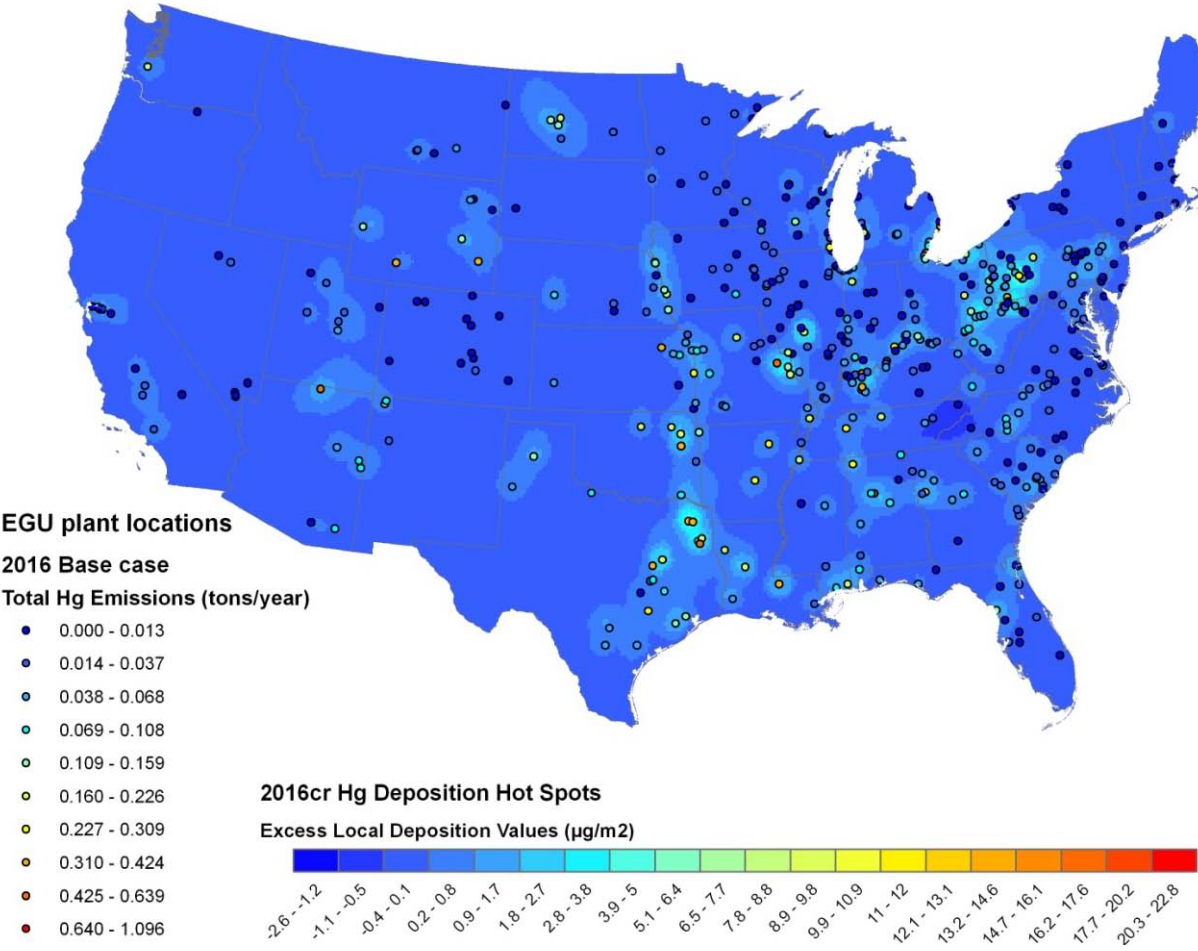 EGU plant locations
2016 Base case
Total Hg Emissions (tons/year)
0.000 - 0.013
0.014 - 0.037
0.038 - 0.068
0.069 - 0.108
0.109 - 0.159
0.160 - 0.226
0.227 - 0.309
0.310 - 0.424
0.425 - 0.639
0.640 - 1.096
2016cr Hg Deposition Hot Spots
Excess Local Deposition Values (µg/m2)
-2.6 - -1.2
-1.1 - -0.5
-0.4 - 0.1
0.2 - 0.8
0.9 - 1.7
1.8 - 2.7
2.8 - 3.8
3.9 - 5
5.1 - 6.4
6.5 - 7.7
7.8 - 8.8
8.9 - 9.8
9.9 - 10.9
11 - 12
12.1 - 13.1
13.2 - 14.6
14.7 - 16.1
16.2 - 17.6
17.7 - 20.2
20.3 - 22.8